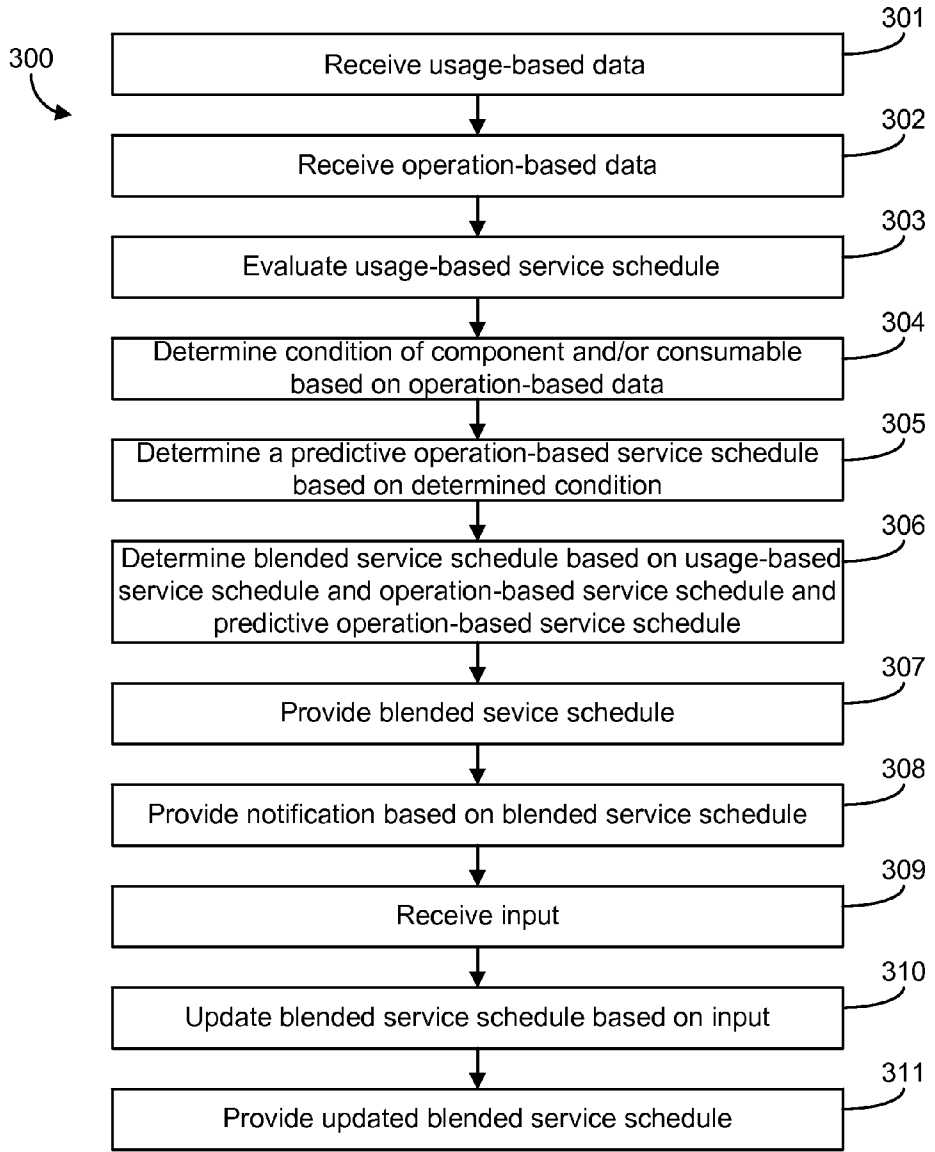 300
301
Receive usage-based data
302
Receive operation-based data
303
Evaluate usage-based service schedule
304
Determine condition of component and/or consumable
based on operation-based data
305
Determine a predictive operation-based service schedule
based on determined condition
306
Determine blended service schedule based on usage-based
service schedule and operation-based service schedule and
predictive operation-based service schedule
307
Provide blended sevice schedule
308
Provide notification based on blended service schedule
309
Receive input
310
Update blended service schedule based on input
311
Provide updated blended service schedule